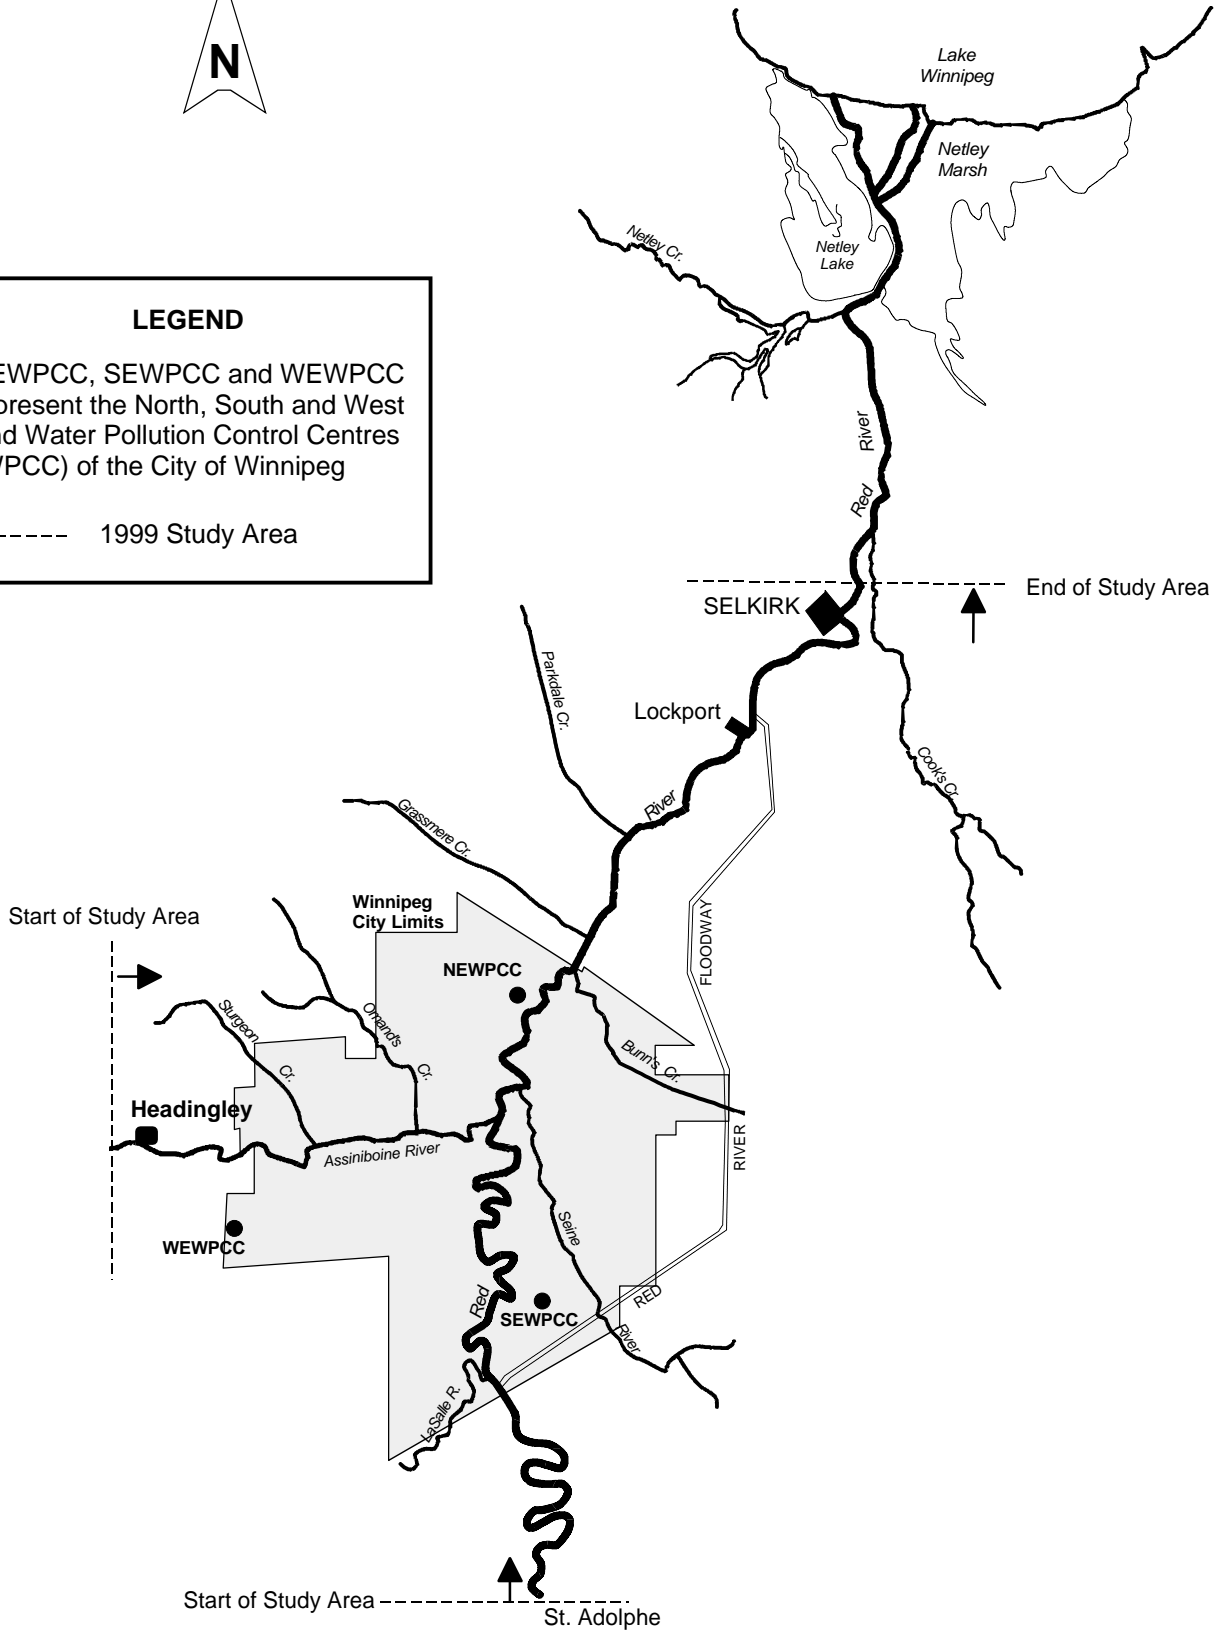 N
Lake
Winnipeg
Netley
Marsh
Netley Cr.
Netley
Lake
LEGEND
EWPCC, SEWPCC and WEWPCC
present the North, South and West
d Water Pollution Control Centres
PCC) of the City of Winnipeg
1999 Study Area
River
Red
End of Study Area
SELKIRK
Parkdale Cr.
Lockport
Cook's Cr.
River
Grassmere Cr.
Winnipeg
City Limits
Start of Study Area
FLOODWAY
NEWPCC
Sturgeon
Cr.
Omand's
Cr.
Bunn's Cr.
Headingley
RIVER
Assiniboine River
Seine
River
WEWPCC
Red
RED
SEWPCC
LaSalle R.
Start of Study Area
St. Adolphe